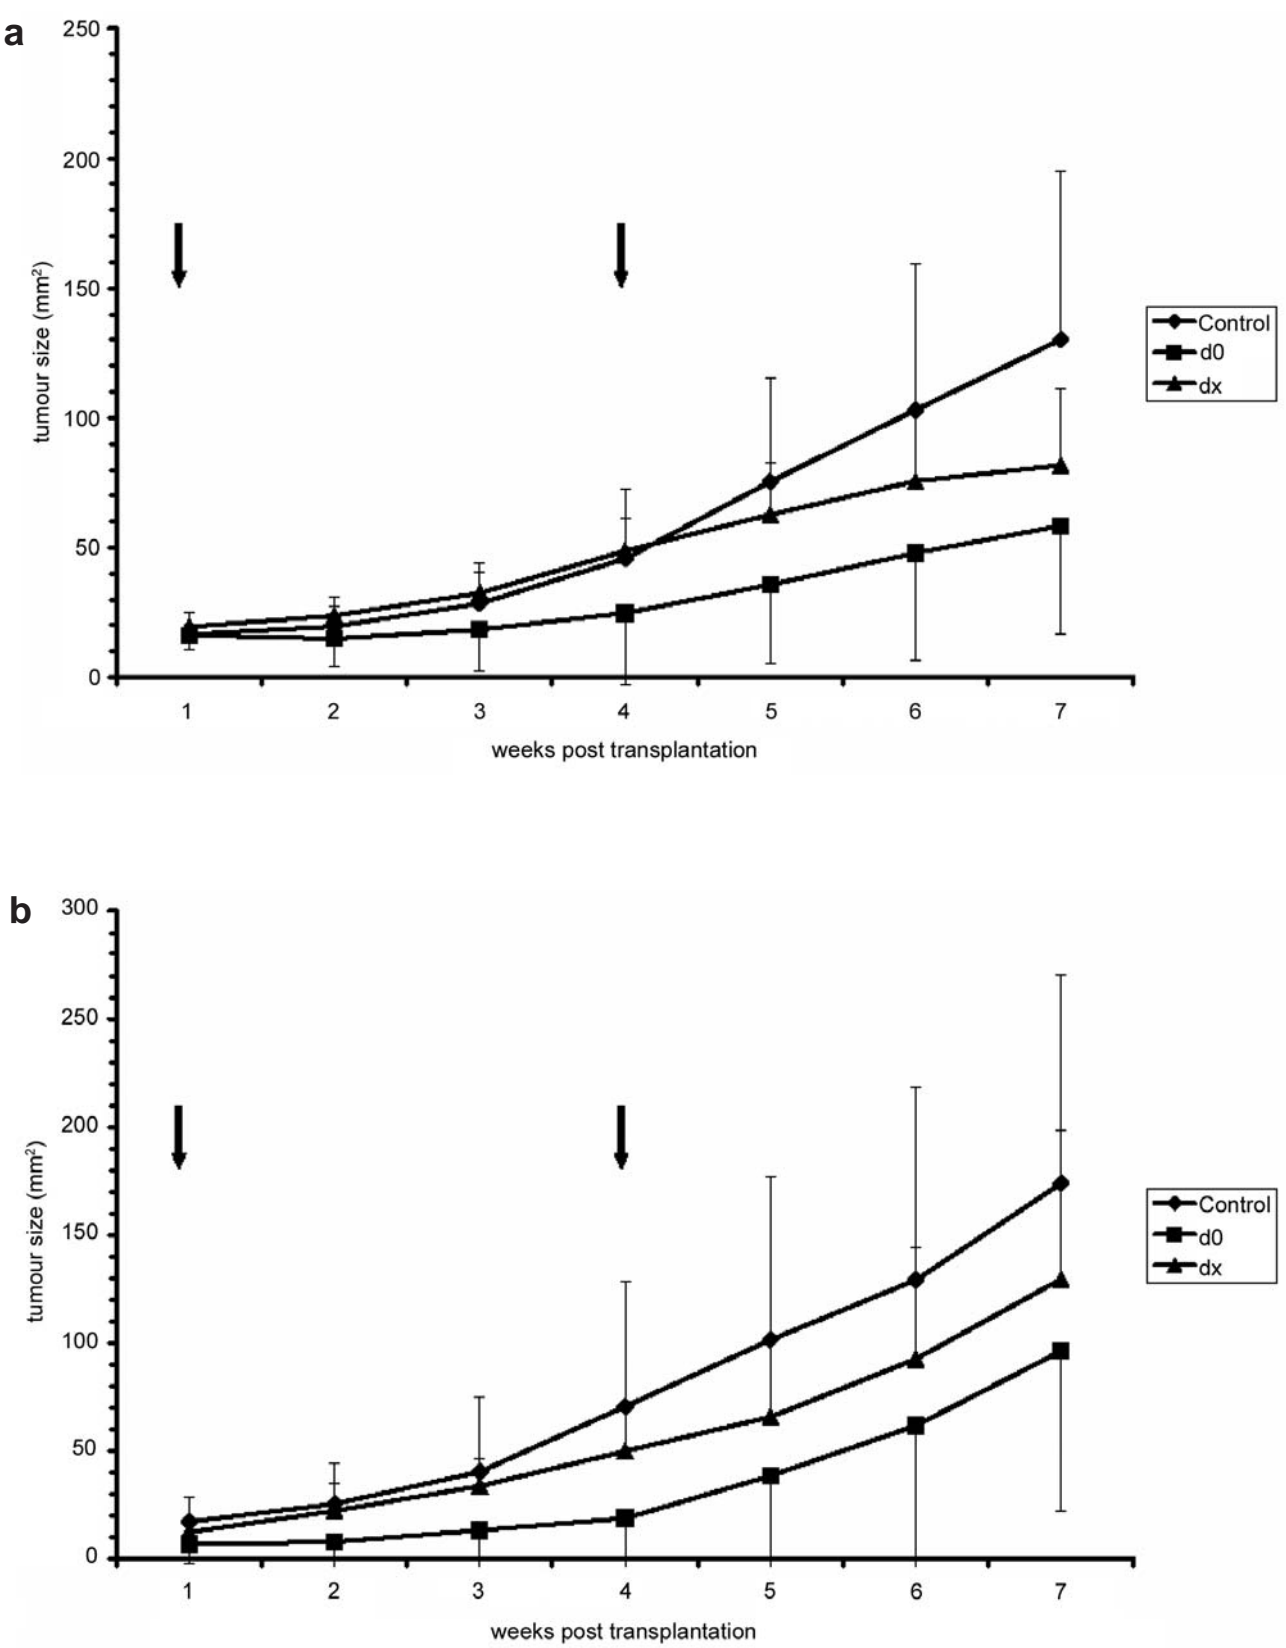 a
250
200
150
100
50
0
tumour size (mm²)
1 2 3 4 5 6 7
weeks post transplantation
Control
d0
dx
b
300
250
200
150
100
50
0
tumour size (mm²)
1 2 3 4 5 6 7
weeks post transplantation
Control
d0
dx